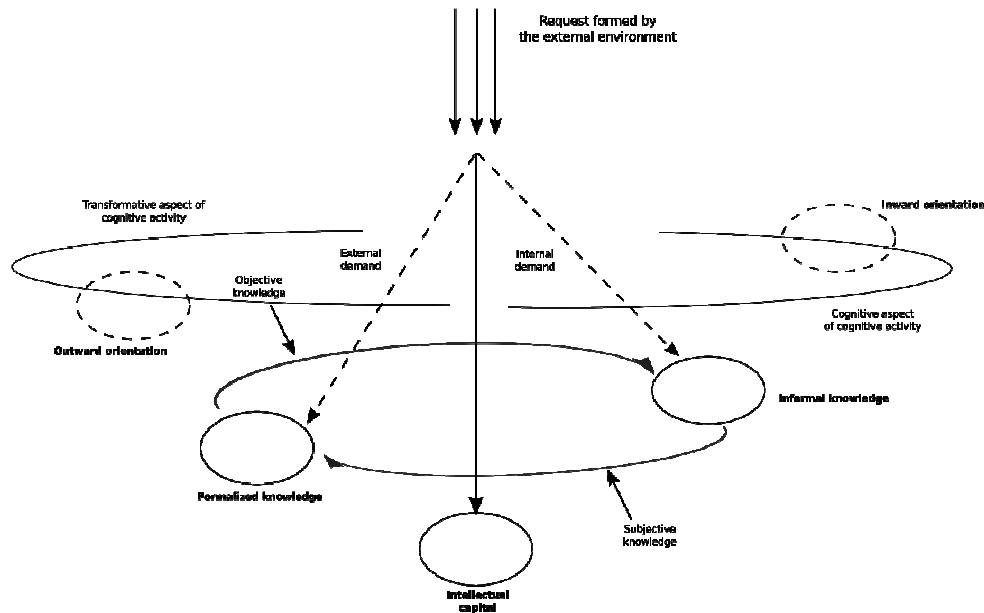 Request formed by
the external environment
Transformative aspect of
cognitive activity
Inward orientation
External
demand
Internal
demand
Objective
knowledge
Cognitive aspect
of cognitive activity
Outward orientation
Informal knowledge
Formalized knowledge
Subjective
knowledge
Intellectual
capital